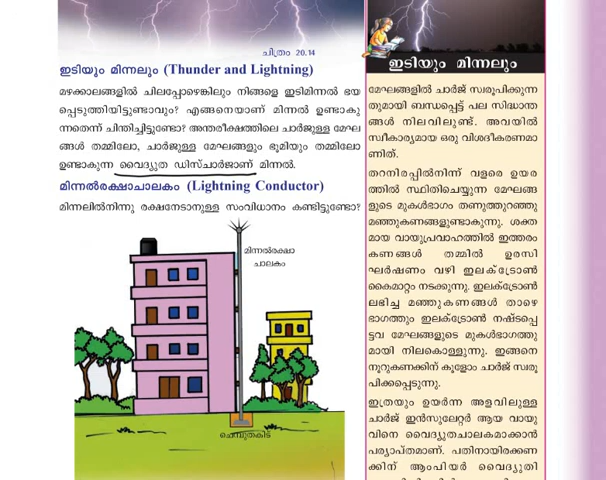 ചിത്രം 20.14
ഇടിയും മിന്നലും (Thunder and Lightning)
മഴക്കാലങ്ങളിൽ ചിലപ്പോഴെങ്കിലും നിങ്ങളെ ഇടിമിന്നൽ ഭയ
പ്പെടുത്തിയിട്ടുണ്ടാവും? എങ്ങനെയാണ് മിന്നൽ ഉണ്ടാകു
ന്നതെന്ന് ചിന്തിച്ചിട്ടുണ്ടോ? അന്തരീക്ഷത്തിലെ ചാർജുള്ള മേഘ
ങ്ങൾ തമ്മിലോ, ചാർജുള്ള മേഘങ്ങളും ഭൂമിയും തമ്മിലോ
ഉണ്ടാകുന്ന വൈദ്യുത ഡിസ്ചാർജാണ് മിന്നൽ.
മിന്നൽരക്ഷാചാലകം (Lightning Conductor)
മിന്നലിൽനിന്നു രക്ഷനേടാനുള്ള സംവിധാനം കണ്ടിട്ടുണ്ടോ?
മിന്നൽരക്ഷാ
ചാലകം
ചെമ്പുതകിട്
ഇടിയും മിന്നലും
മേഘങ്ങളിൽ ചാർജ് സ്വരൂപിക്കുന്ന
തുമായി ബന്ധപ്പെട്ട് പല സിദ്ധാന്ത
ങ്ങൾ നിലവിലുണ്ട്. അവയിൽ
സ്വീകാര്യമായ ഒരു വിശദീകരണമാ
ണിത്.
തറനിരപ്പിൽനിന്ന് വളരെ ഉയര
ത്തിൽ സ്ഥിതിചെയ്യുന്ന മേഘങ്ങ
ളുടെ മുകൾഭാഗം തണുത്തുറഞ്ഞു
മഞ്ഞുകണങ്ങളുണ്ടാകുന്നു. ശക്ത
മായ വായുപ്രവാഹത്തിൽ ഇത്തരം
കണങ്ങൾ തമ്മിൽ ഉരസി
ഘർഷണം വഴി ഇലക്ട്രോൺ
കൈമാറ്റം നടക്കുന്നു. ഇലക്ട്രോൺ
ലഭിച്ച മഞ്ഞുകണങ്ങൾ താഴെ
ഭാഗത്തും ഇലക്ട്രോൺ നഷ്ടപ്പെ
ട്ടവ മേഘങ്ങളുടെ മുകൾഭാഗത്തു
മായി നിലകൊള്ളുന്നു. ഇങ്ങനെ
നൂറുകണക്കിന് കൂളോം ചാർജ് സ്വരൂ
പിക്കപ്പെടുന്നു.
ഇത്രയും ഉയർന്ന അളവിലുള്ള
ചാർജ് ഇൻസുലേറ്റർ ആയ വായു
വിനെ വൈദ്യുതചാലകമാക്കാൻ
പര്യാപ്തമാണ്. പതിനായിരക്കണ
ക്കിന് ആംപിയർ വൈദ്യുതി